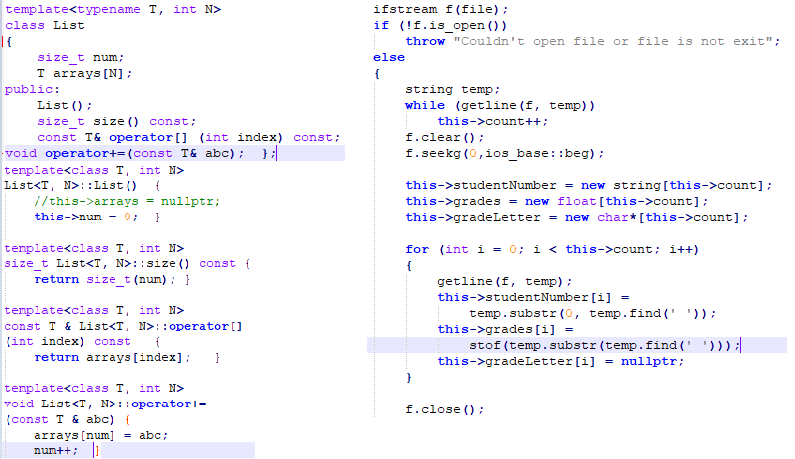 template<typename T, int N>
class List
{
size_t num;
T arrays[N];
public:
List();
size_t size() const;
const T& operator[] (int index) const;
void operator+=(const T& abc);  };
template<class T, int N>
List<T, N>::List()  {
//this->arrays = nullptr;
this->num = 0;  }
template<class T, int N>
size_t List<T, N>::size() const {
return size_t(num); }
template<class T, int N>
const T & List<T, N>::operator[]
(int index) const   {
return arrays[index];   }
template<class T, int N>
void List<T, N>::operator+=
(const T & abc) {
arrays[num] = abc;
num++;  }
ifstream f(file);
if (!f.is_open())
throw "Couldn't open file or file is not exit";
else
{
string temp;
while (getline(f, temp))
this->count++;
f.clear();
f.seekg(0,ios_base::beg);
this->studentNumber = new string[this->count];
this->grades = new float[this->count];
this->gradeLetter = new char*[this->count];
for (int i = 0; i < this->count; i++)
{
getline(f, temp);
this->studentNumber[i] =
temp.substr(0, temp.find(' '));
this->grades[i] =
stof(temp.substr(temp.find(' ')));
this->gradeLetter[i] = nullptr;
}
f.close();